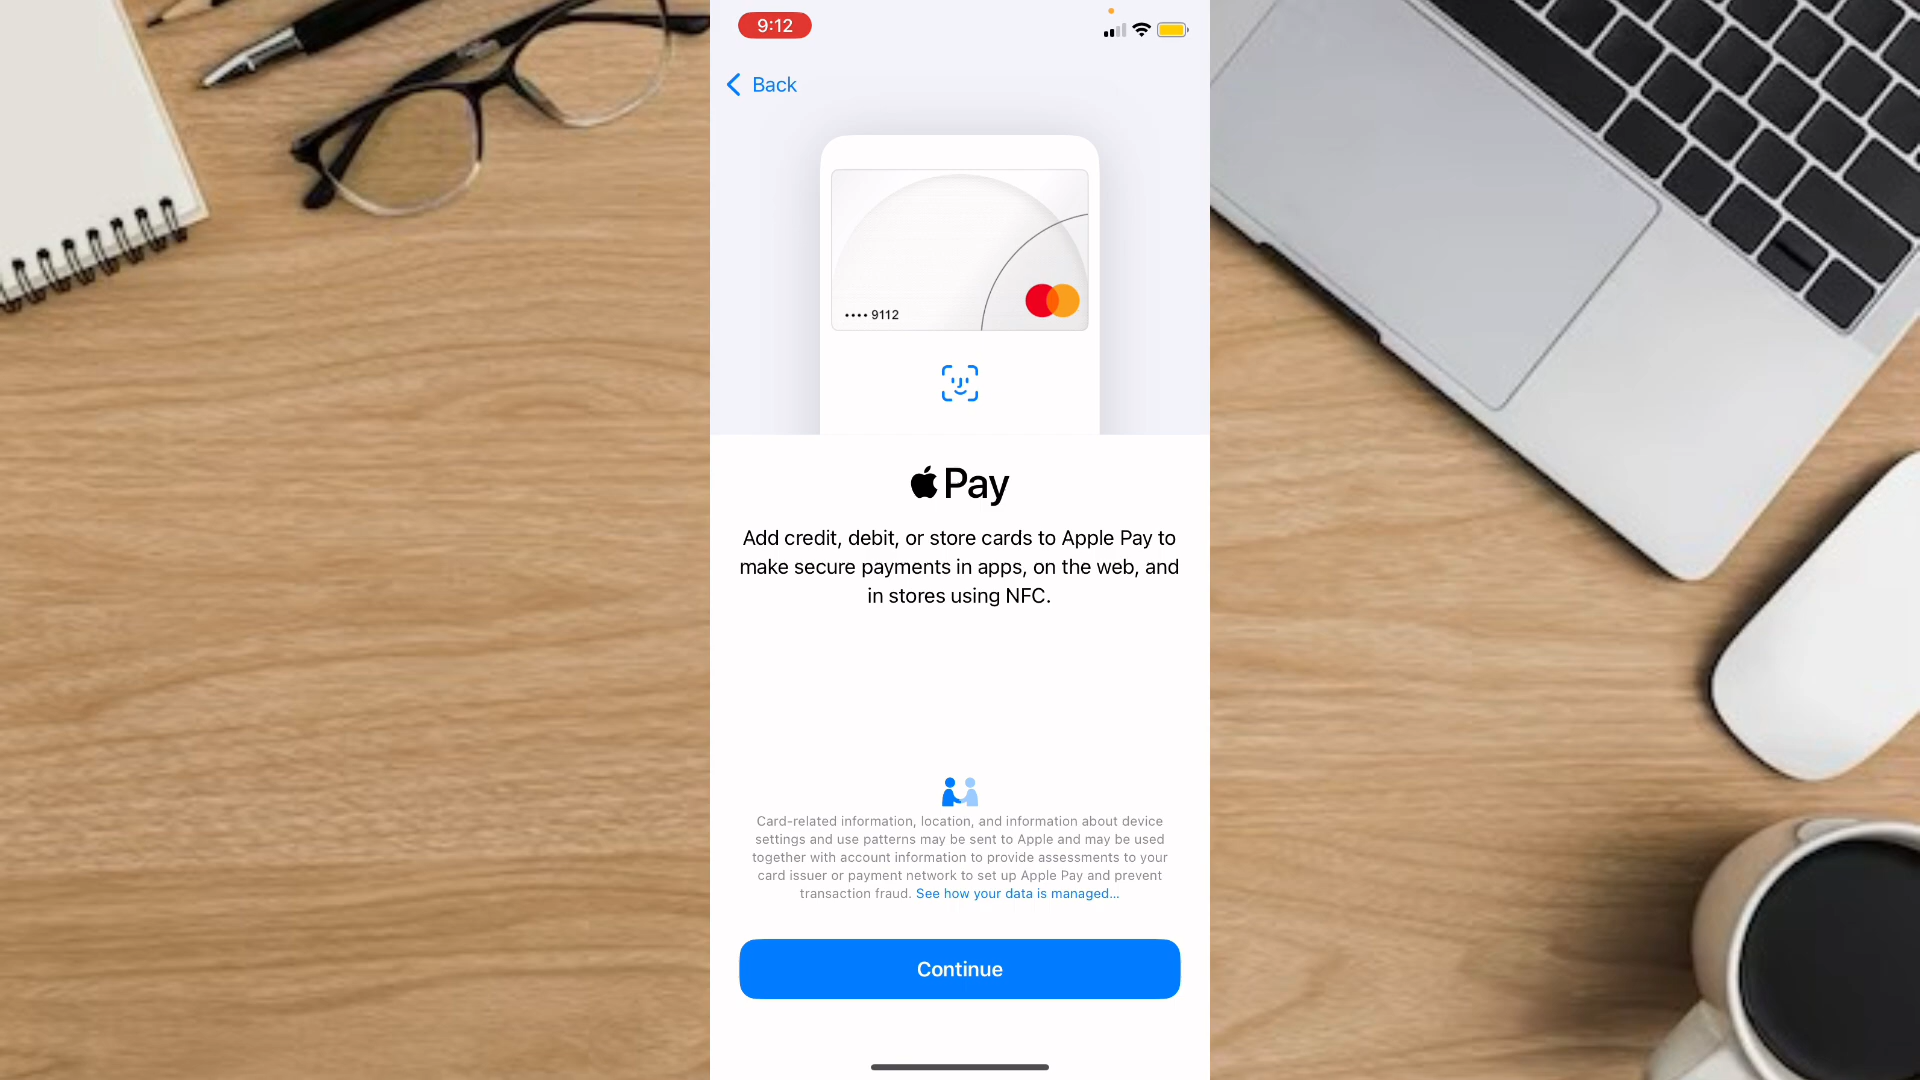 9:12
Back
•••• 9112
Pay
Add credit, debit, or store cards to Apple Pay to
make secure payments in apps, on the web, and
in stores using NFC.
Card-related information, location, and information about device
settings and use patterns may be sent to Apple and may be used
together with account information to provide assessments to your
card issuer or payment network to set up Apple Pay and prevent
transaction fraud. See how your data is managed...
Continue